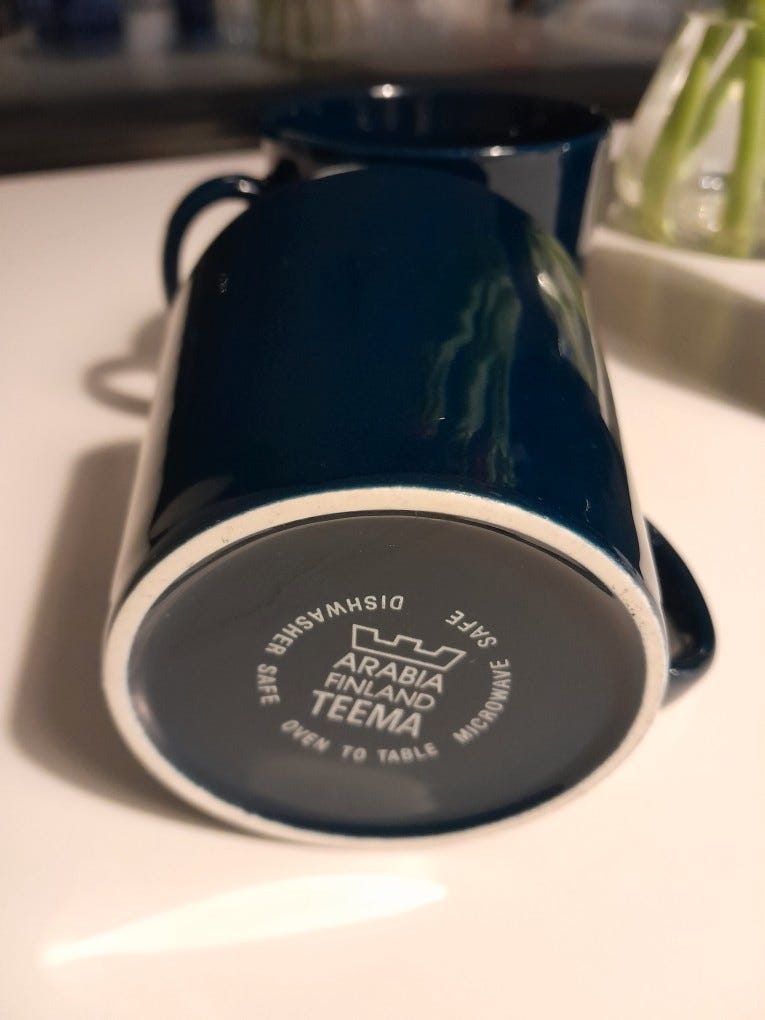 ARABIA
FINLAND
TEEMA
DISHWASHER SAFE
OVEN TO TABLE
MICROWAVE SAFE